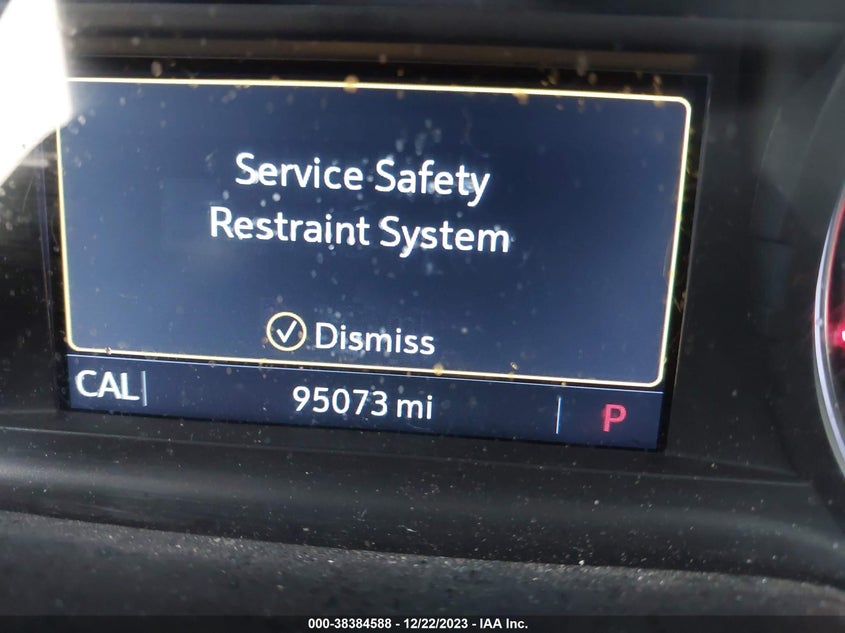 Service Safety
Restraint System
Dismiss
CAL
95073 mi
P
000-38384588 - 12/22/2023 - IAA Inc.